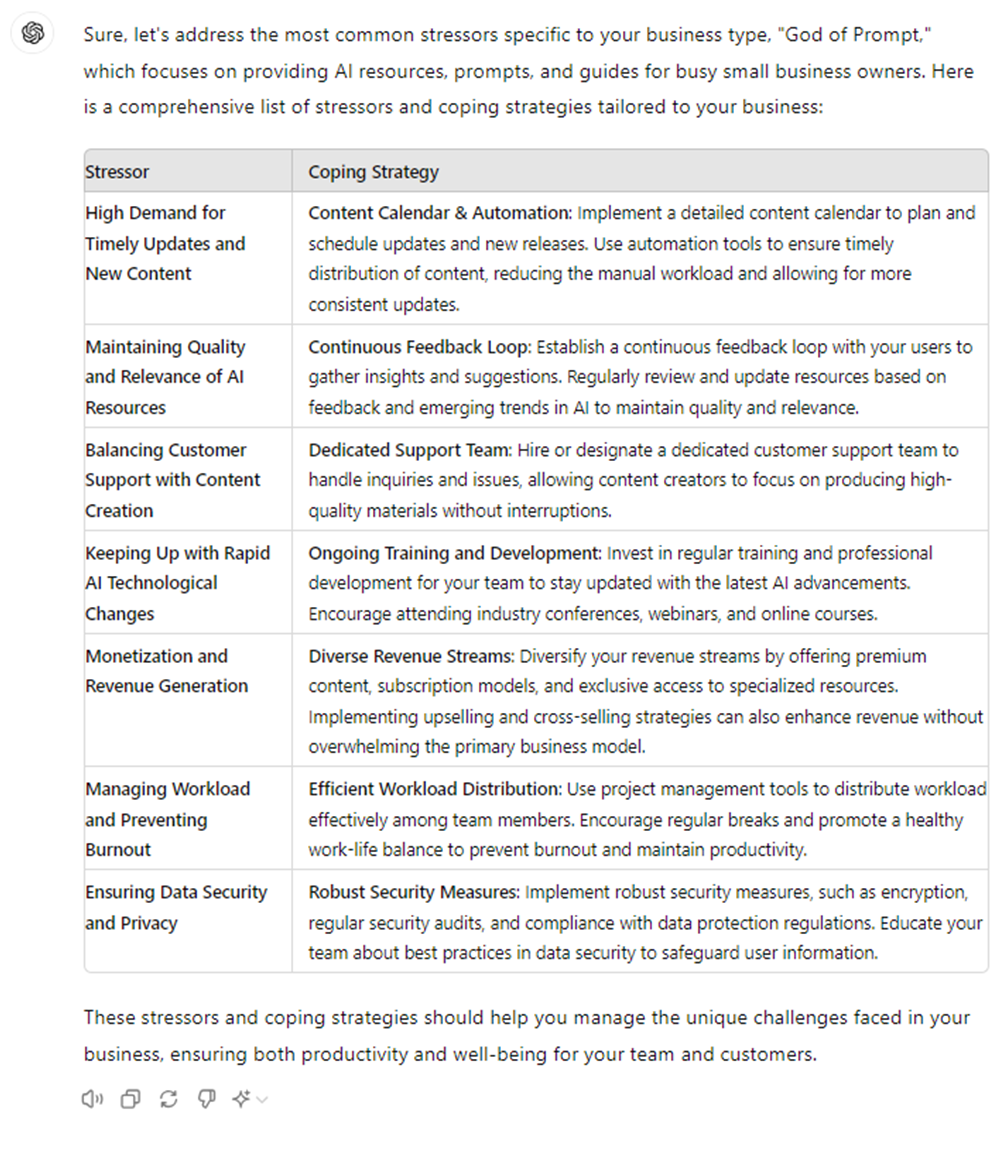 Sure, let's address the most common stressors specific to your business type, "God of Prompt,"
which focuses on providing AI resources, prompts, and guides for busy small business owners. Here
is a comprehensive list of stressors and coping strategies tailored to your business:
Stressor
Coping Strategy
High Demand for
Timely Updates and
New Content
Content Calendar & Automation: Implement a detailed content calendar to plan and
schedule updates and new releases. Use automation tools to ensure timely
distribution of content, reducing the manual workload and allowing for more
consistent updates.
Maintaining Quality
and Relevance of AI
Resources
Continuous Feedback Loop: Establish a continuous feedback loop with your users to
gather insights and suggestions. Regularly review and update resources based on
feedback and emerging trends in AI to maintain quality and relevance.
Balancing Customer
Support with Content
Creation
Dedicated Support Team: Hire or designate a dedicated customer support team to
handle inquiries and issues, allowing content creators to focus on producing high-
quality materials without interruptions.
Keeping Up with Rapid
AI Technological
Changes
Ongoing Training and Development: Invest in regular training and professional
development for your team to stay updated with the latest AI advancements.
Encourage attending industry conferences, webinars, and online courses.
Monetization and
Revenue Generation
Diverse Revenue Streams: Diversify your revenue streams by offering premium
content, subscription models, and exclusive access to specialized resources.
Implementing upselling and cross-selling strategies can also enhance revenue without
overwhelming the primary business model.
Managing Workload
and Preventing
Burnout
Efficient Workload Distribution: Use project management tools to distribute workload
effectively among team members. Encourage regular breaks and promote a healthy
work-life balance to prevent burnout and maintain productivity.
Ensuring Data Security
and Privacy
Robust Security Measures: Implement robust security measures, such as encryption,
regular security audits, and compliance with data protection regulations. Educate your
team about best practices in data security to safeguard user information.
These stressors and coping strategies should help you manage the unique challenges faced in your
business, ensuring both productivity and well-being for your team and customers.